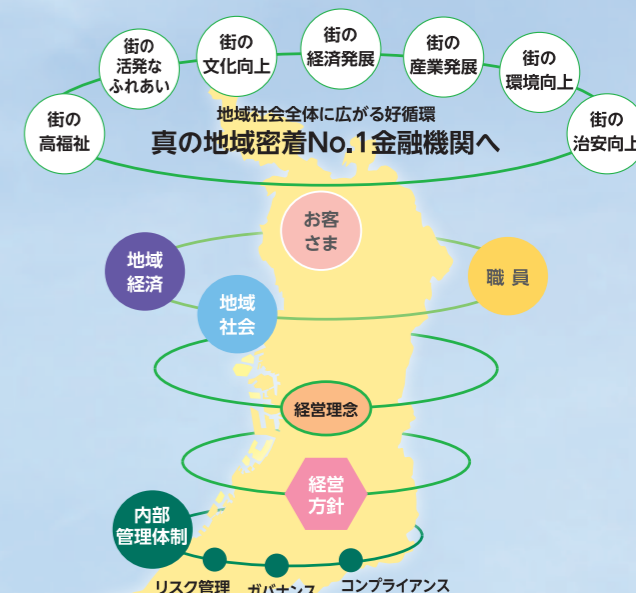 街の
活発な
ふれあい
街の
文化向上
街の
経済発展
街の
産業発展
街の
環境向上
街の
高福祉
街の
治安向上
地域社会全体に広がる好循環
真の地域密着No.1金融機関へ
お客
さま
地域
経済
職員
地域
社会
経営理念
経営
方針
内部
管理体制
リスク管理
ガバナンス
コンプライアンス